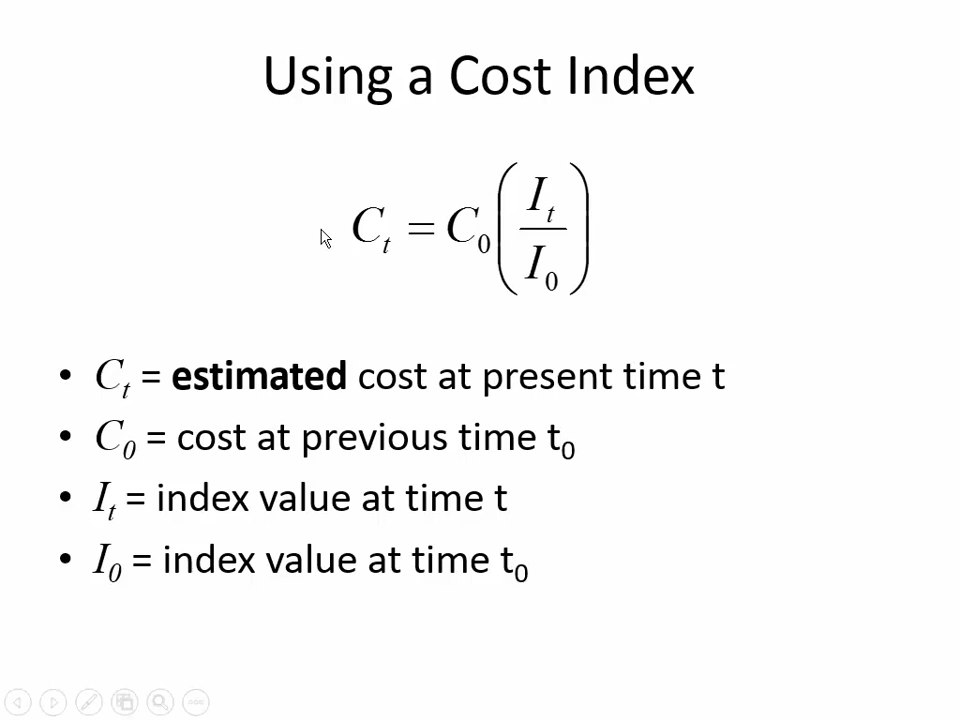 Using a Cost Index
C_t = C_0 (I_t / I_0)
• C_t = estimated cost at present time t
• C_0 = cost at previous time t_0
• I_t = index value at time t
• I_0 = index value at time t_0